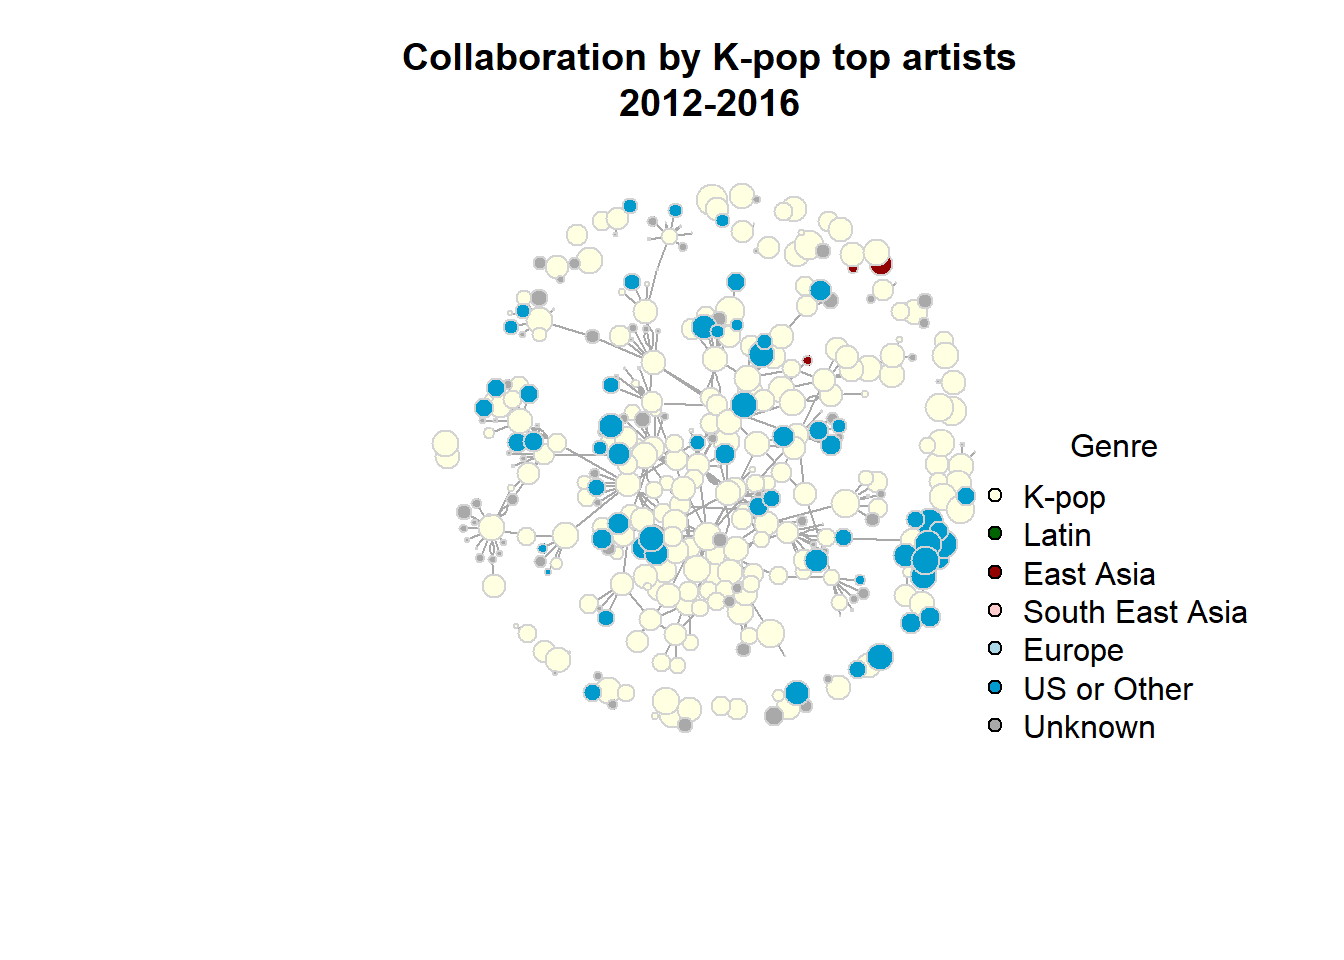 Collaboration by K-pop top artists
2012-2016
Genre
K-pop
Latin
East Asia
South East Asia
Europe
US or Other
Unknown